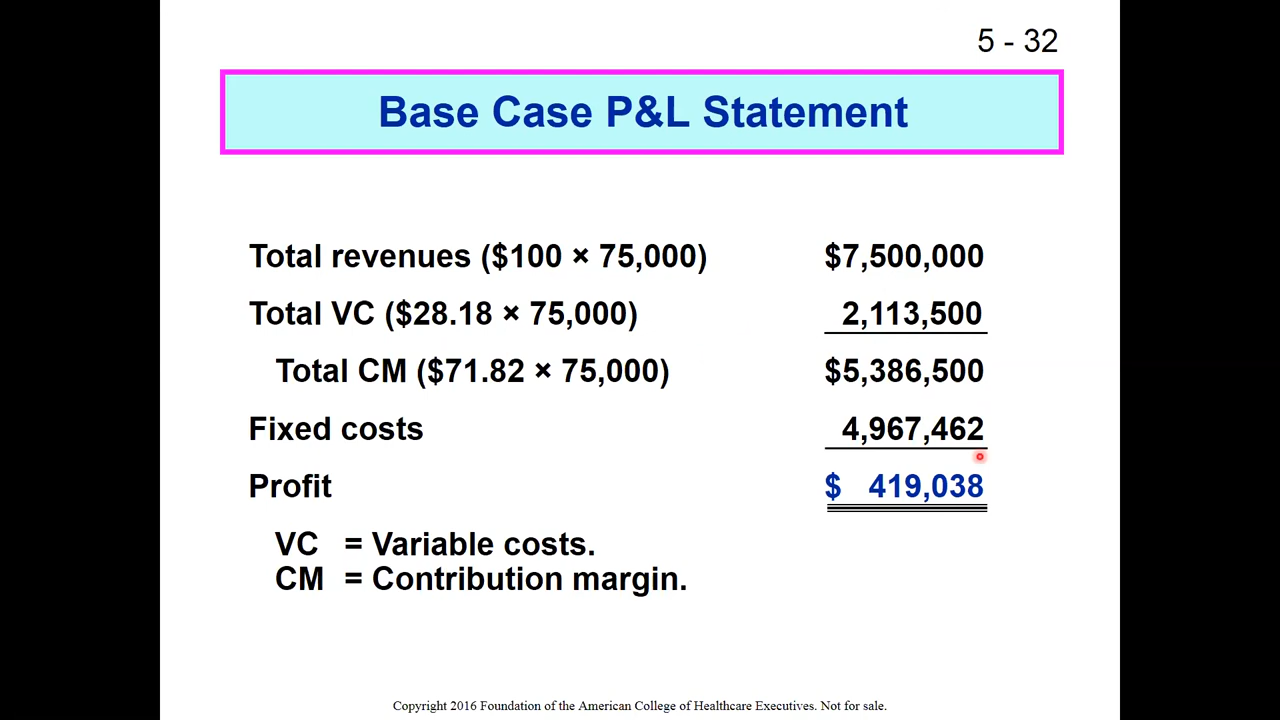 5 - 32
Base Case P&L Statement
Total revenues ($100 × 75,000) $7,500,000
Total VC ($28.18 × 75,000) 2,113,500
Total CM ($71.82 × 75,000) $5,386,500
Fixed costs 4,967,462
Profit $ 419,038
VC = Variable costs.
CM = Contribution margin.
Copyright 2016 Foundation of the American College of Healthcare Executives. Not for sale.